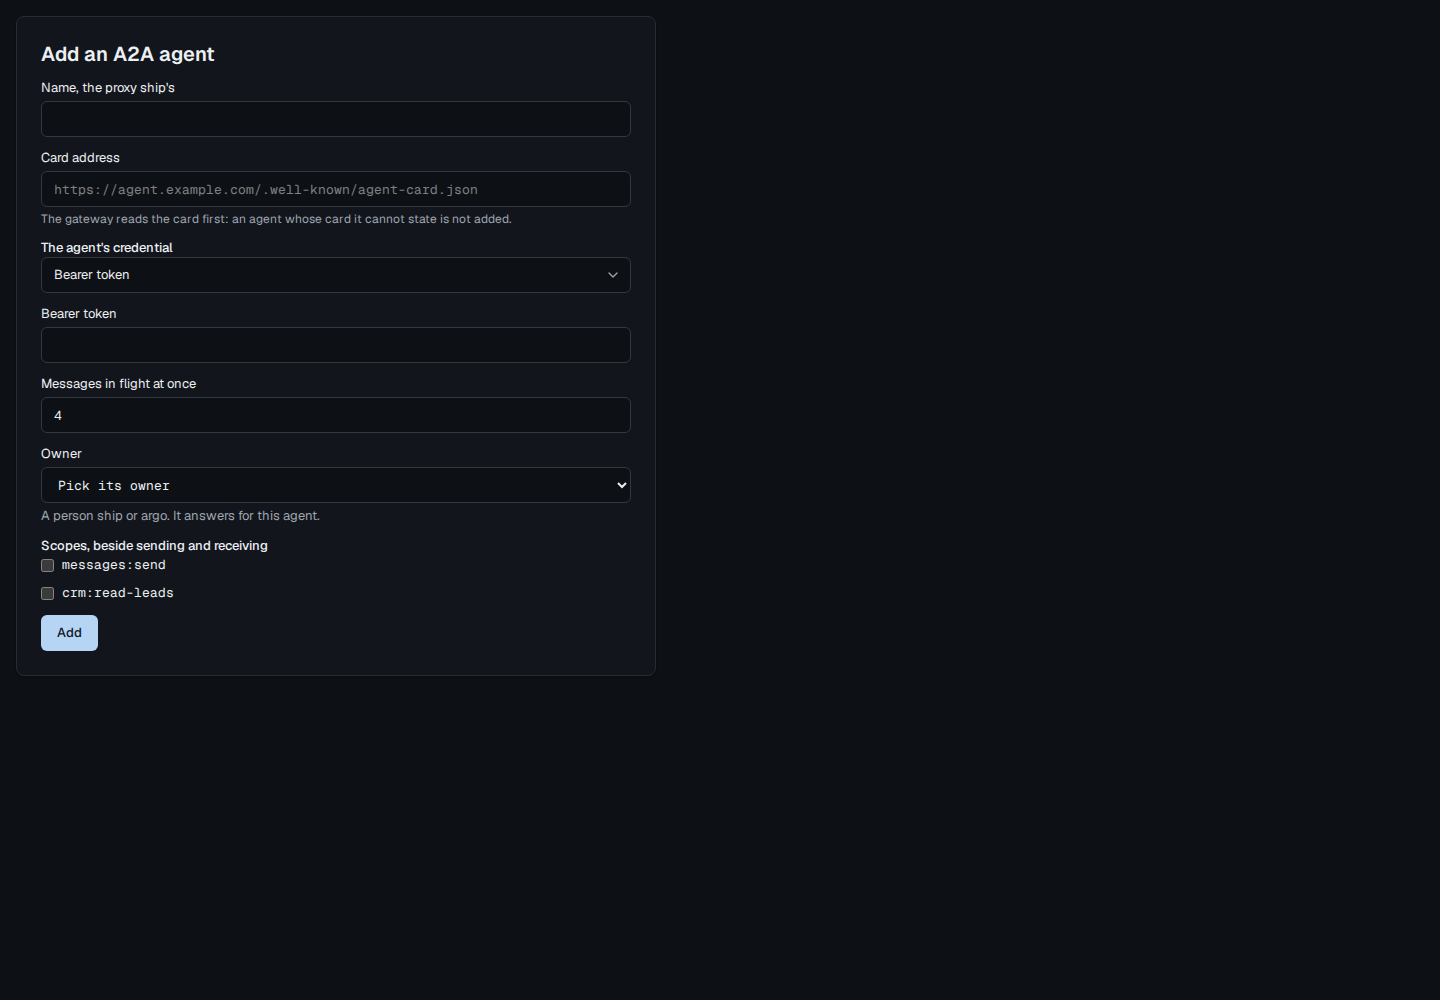 Add an A2A agent
Name, the proxy ship's
Card address
https://agent.example.com/.well-known/agent-card.json
The gateway reads the card first: an agent whose card it cannot state is not added.
The agent's credential
Bearer token
Bearer token
Messages in flight at once
4
Owner
Pick its owner
A person ship or argo. It answers for this agent.
Scopes, beside sending and receiving
messages:send
crm:read-leads
Add